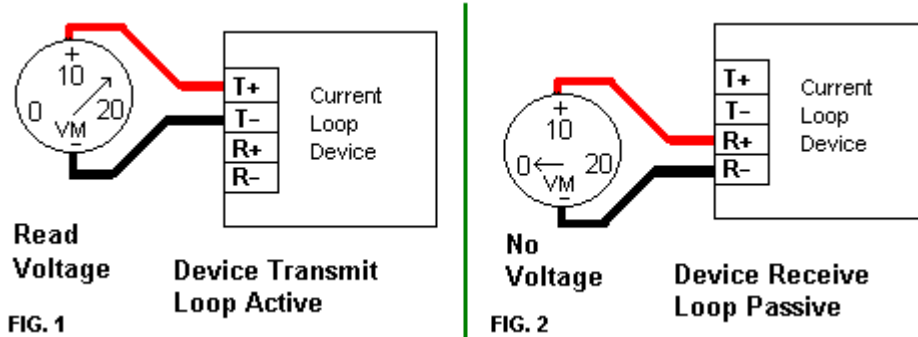 +
10
0
20
VM
-
T+
T-
R+
R-
Current
Loop
Device
Read
Voltage
Device Transmit
Loop Active
FIG. 1
+
10
0
20
VM
-
T+
T-
R+
R-
Current
Loop
Device
No
Voltage
Device Receive
Loop Passive
FIG. 2